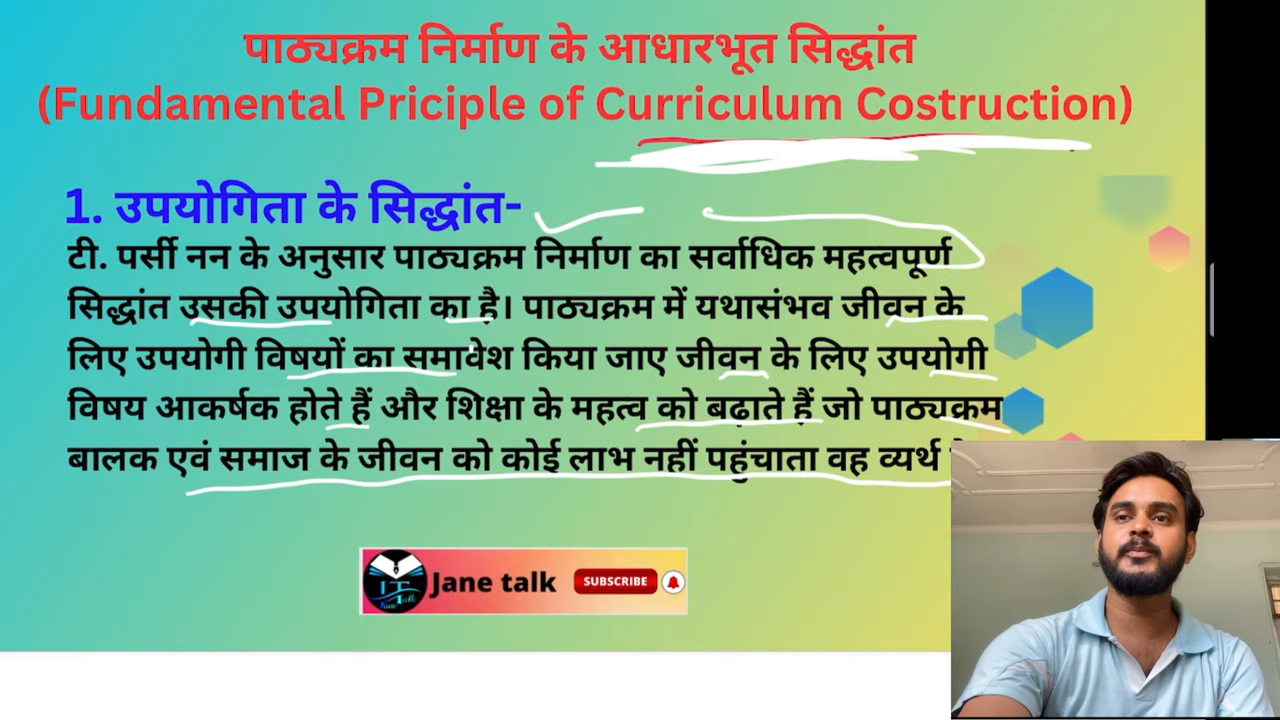 पाठ्यक्रम निर्माण के आधारभूत सिद्धांत
(Fundamental Priciple of Curriculum Costruction)
1. उपयोगिता के सिद्धांत-
टी. पर्सी नन के अनुसार पाठ्यक्रम निर्माण का सर्वाधिक महत्वपूर्ण
सिद्धांत उसकी उपयोगिता का है। पाठ्यक्रम में यथासंभव जीवन के
लिए उपयोगी विषयों का समावेश किया जाए जीवन के लिए उपयोगी
विषय आकर्षक होते हैं और शिक्षा के महत्व को बढ़ाते हैं जो पाठ्यक्रम
बालक एवं समाज के जीवन को कोई लाभ नहीं पहुंचाता वह व्यर्थ
Jane talk SUBSCRIBE